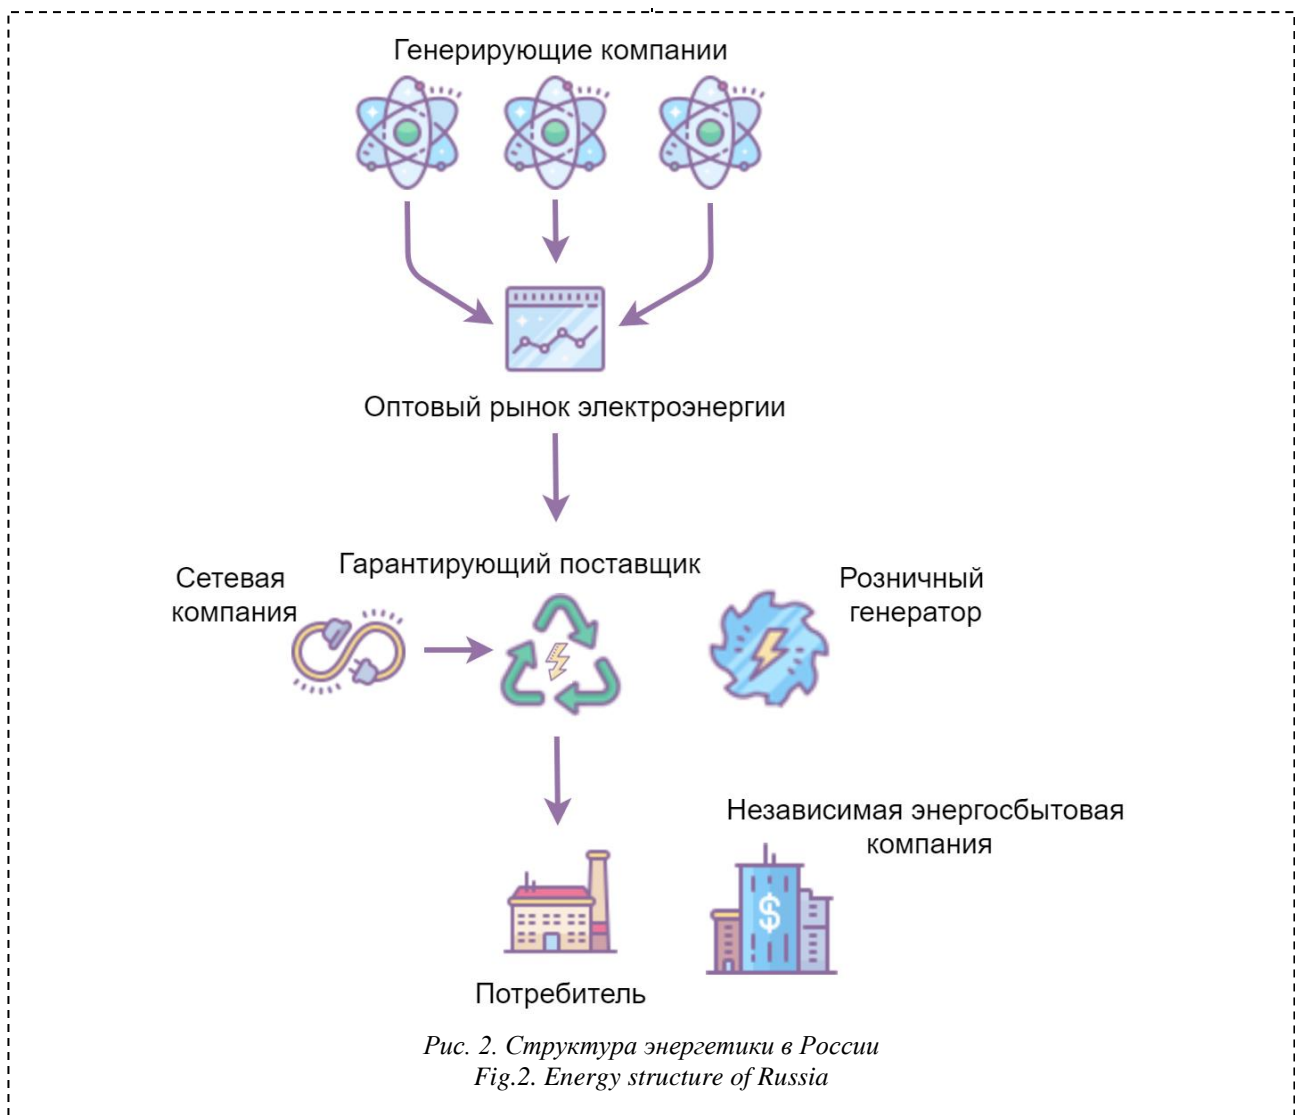 Генерирующие компании
Оптовый рынок электроэнергии
Гарантирующий поставщик
Сетевая
компания
Розничный
генератор
Независимая энергосбытовая
компания
$
Потребитель
Рис. 2. Структура энергетики в России
Fig.2. Energy structure of Russia